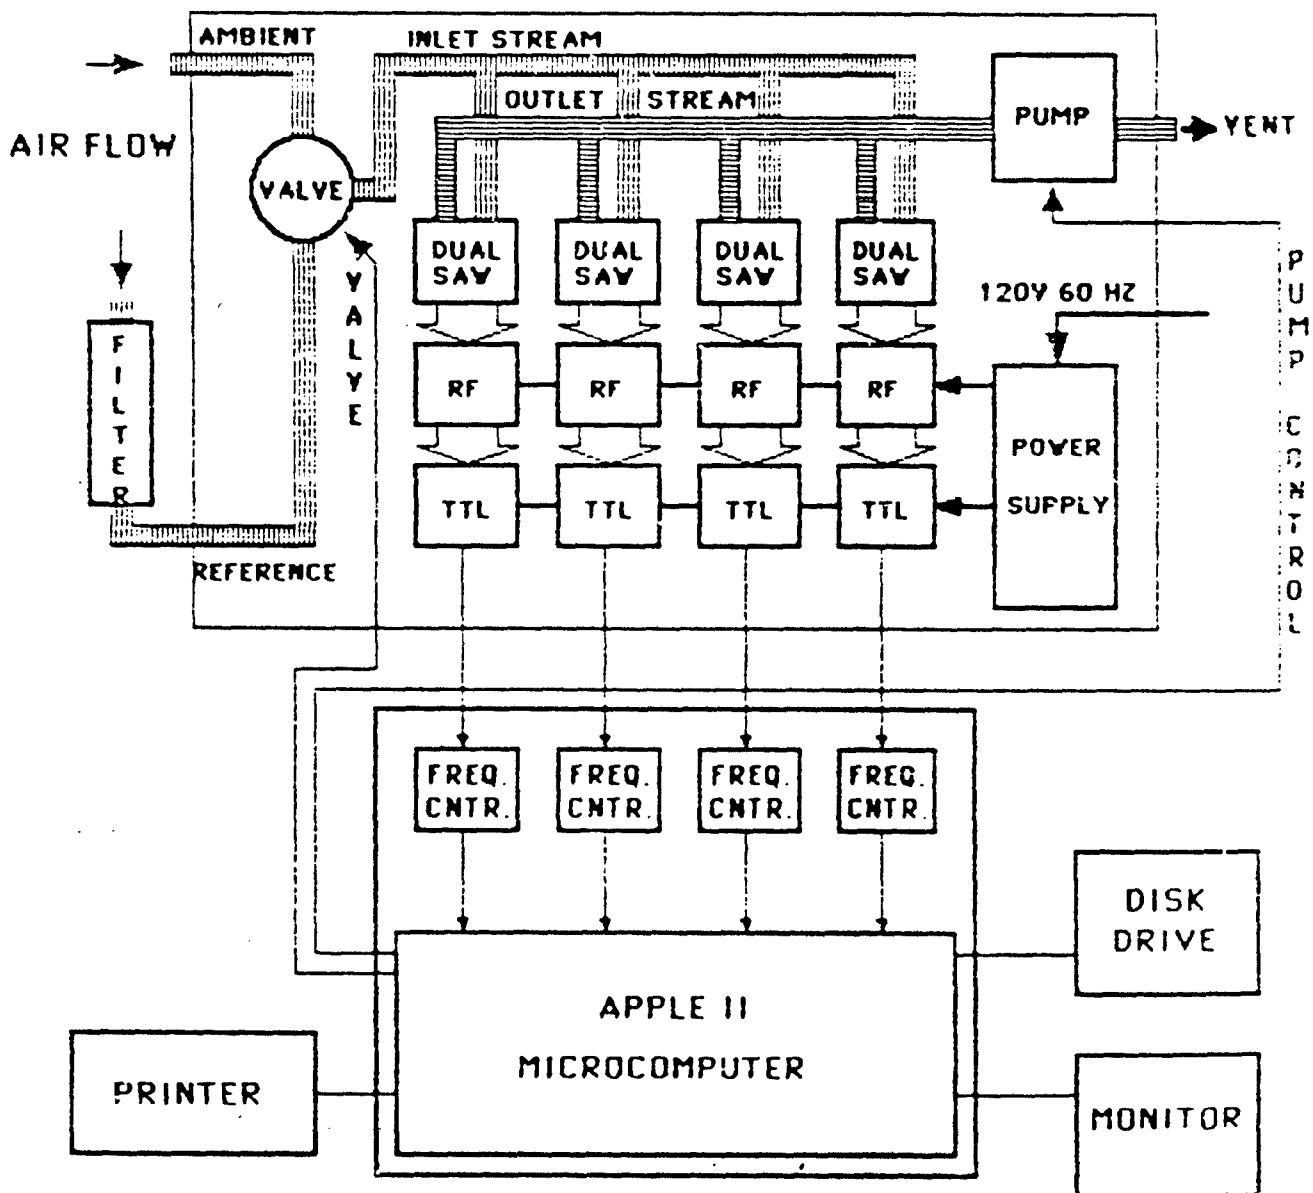 AMBIENT
INLET STREAM
OUTLET STREAM
PUMP
VENT
AIR FLOW
VALVE
DUAL SAW
DUAL SAW
DUAL SAW
DUAL SAW
VALVE
120V 60 HZ
PUMP CONTROL
FILTER
RF
RF
RF
RF
POWER
SUPPLY
TTL
TTL
TTL
TTL
REFERENCE
FREQ.
CNTR.
FREQ.
CNTR.
FREQ.
CNTR.
FREQ.
CNTR.
DISK
DRIVE
APPLE II
MICROCOMPUTER
PRINTER
MONITOR